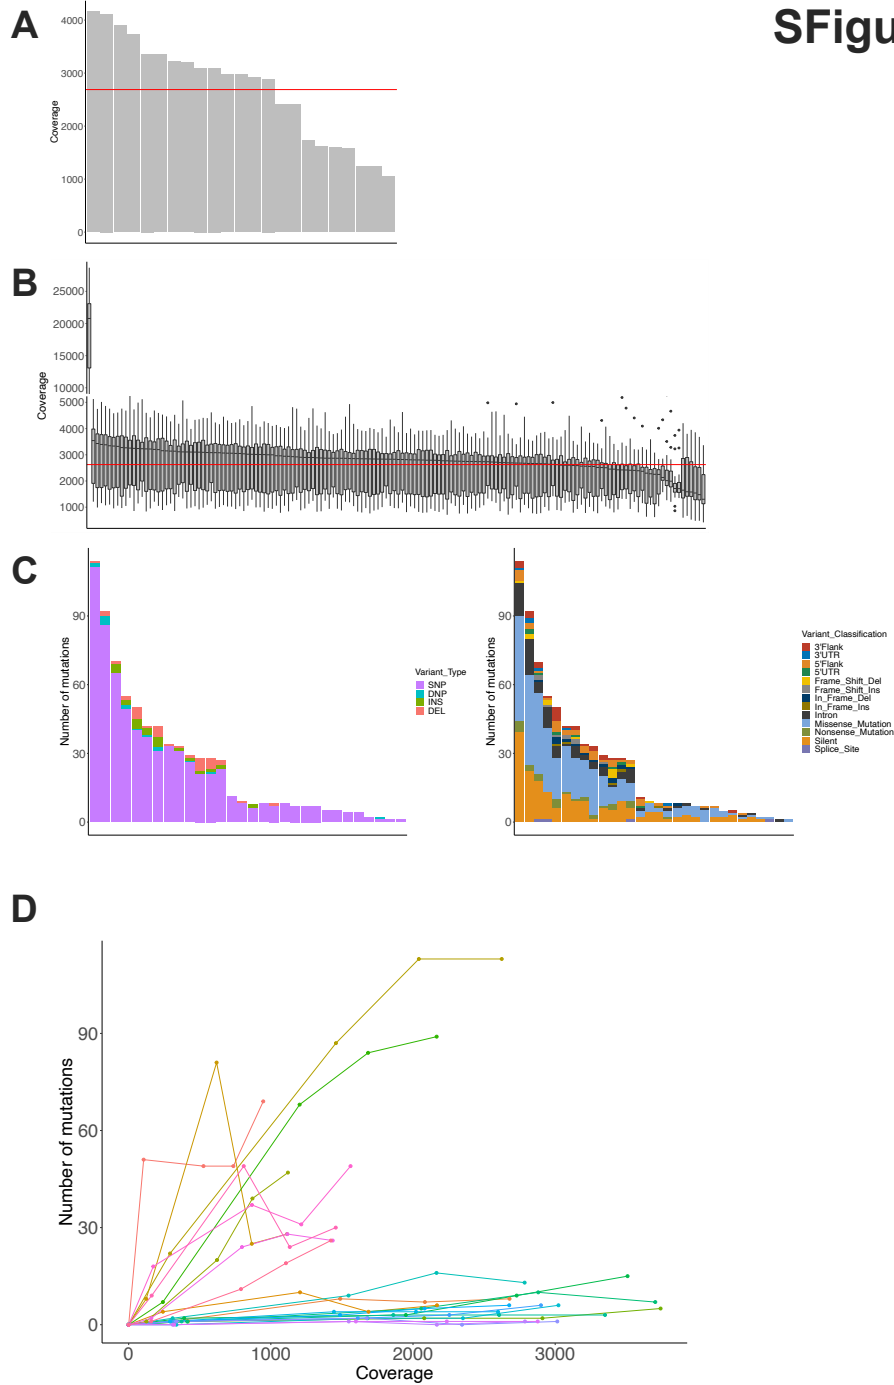 SFigu
A
4000
3000
2000
1000
0
Coverage
B
25000
20000
15000
10000
5000
4000
3000
2000
1000
Coverage
C
90
60
30
0
Number of mutations
Variant_Type
SNP
DNP
INS
DEL
90
60
30
0
Number of mutations
Variant_Classification
3'Flank
3'UTR
5'Flank
5'UTR
Frame_Shift_Del
Frame_Shift_Ins
In_Frame_Del
In_Frame_Ins
Intron
Missense_Mutation
Nonsense_Mutation
Silent
Splice_Site
D
90
60
30
0
Number of mutations
0 1000 2000 3000
Coverage